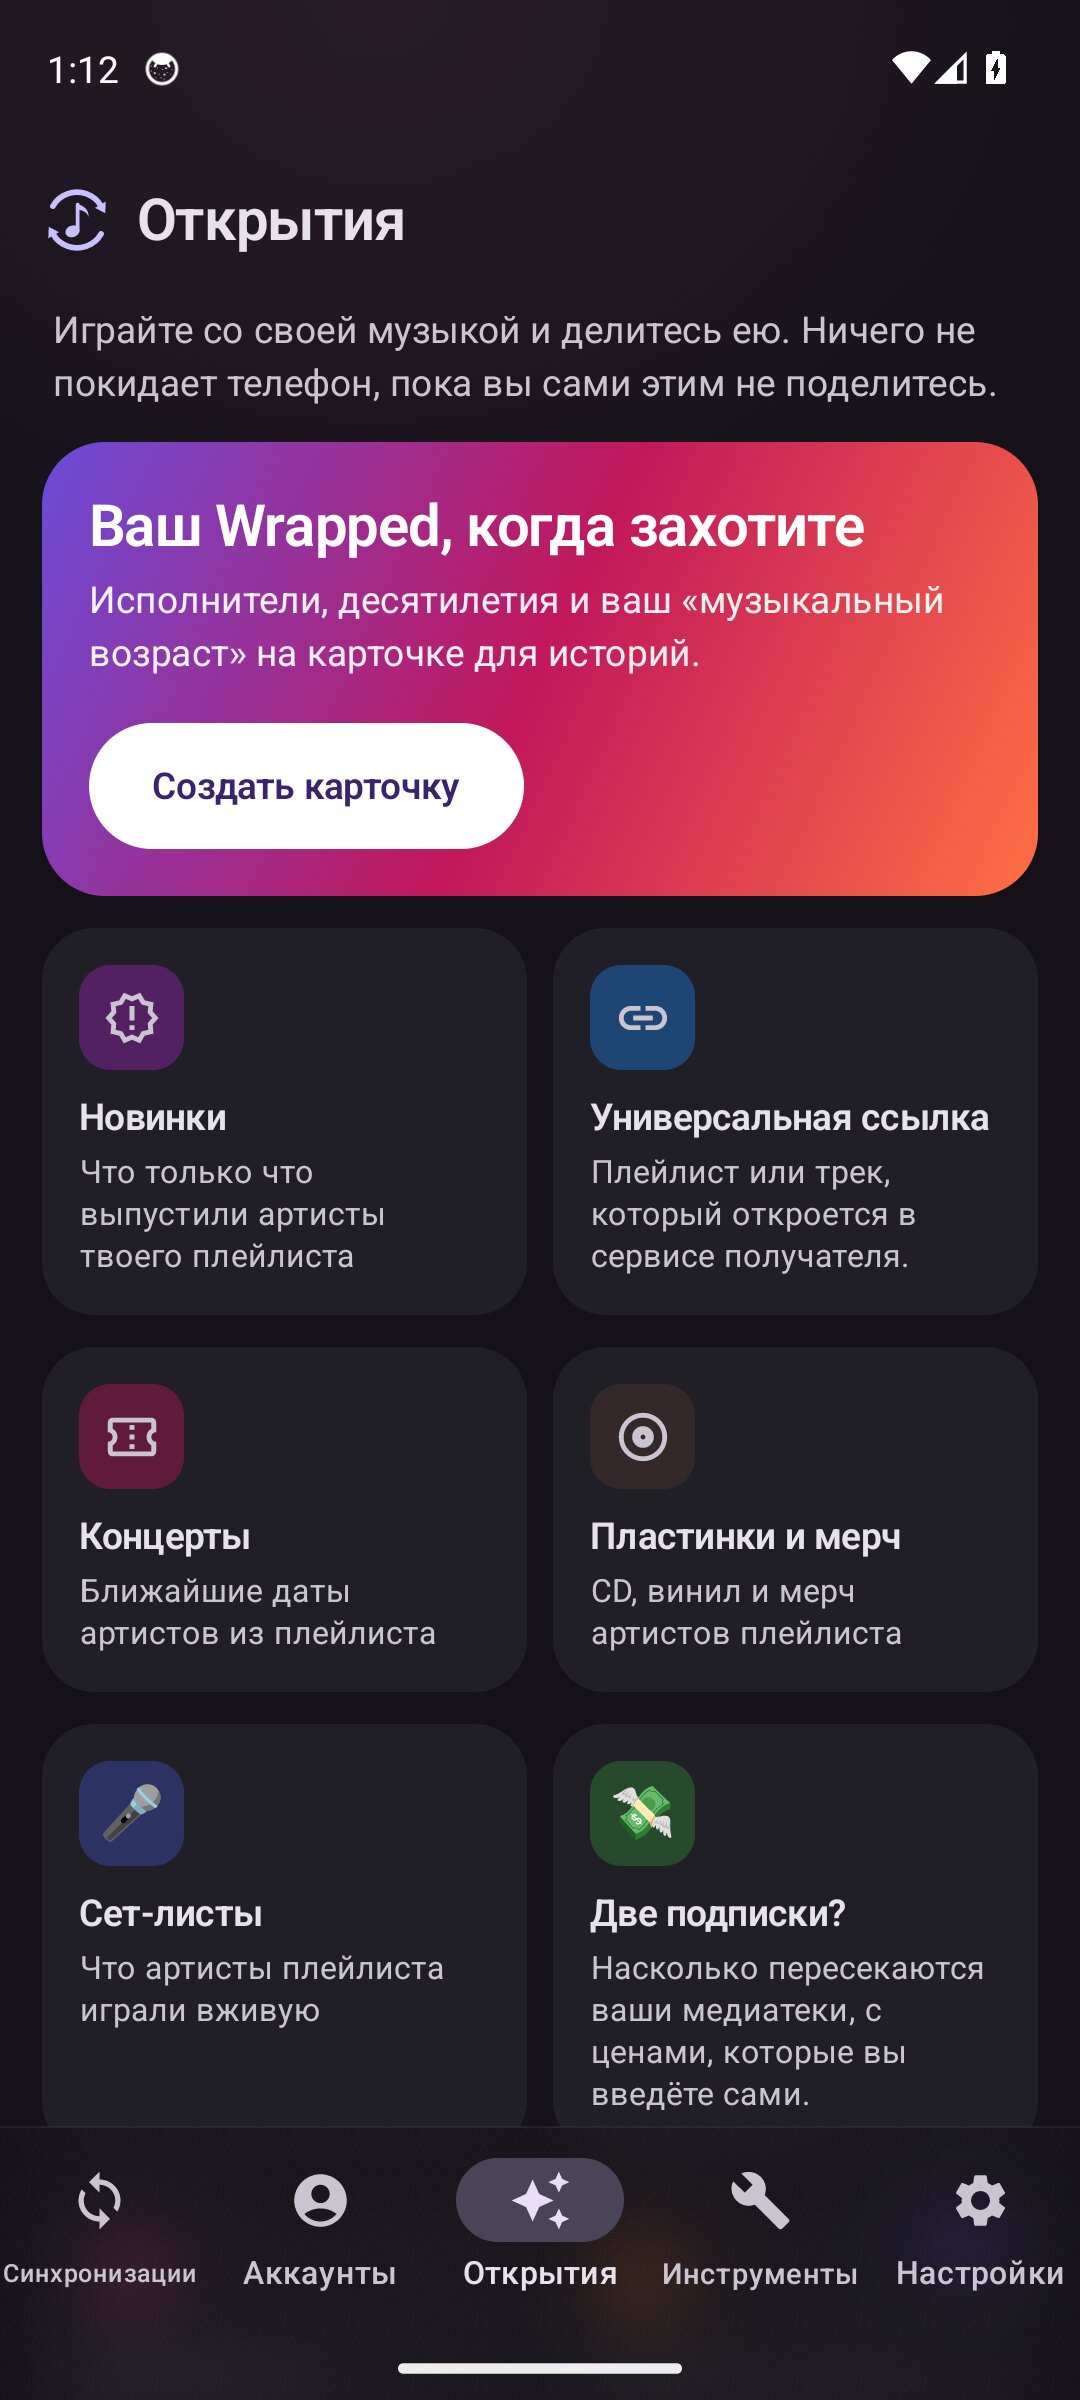 1:12
Открытия
Играйте со своей музыкой и делитесь ею. Ничего не
покидает телефон, пока вы сами этим не поделитесь.
Ваш Wrapped, когда захотите
Исполнители, десятилетия и ваш «музыкальный
возраст» на карточке для историй.
Создать карточку
Новинки
Что только что
выпустили артисты
твоего плейлиста
Универсальная ссылка
Плейлист или трек,
который откроется в
сервисе получателя.
Концерты
Ближайшие даты
артистов из плейлиста
Пластинки и мерч
CD, винил и мерч
артистов плейлиста
Сет-листы
Что артисты плейлиста
играли вживую
Две подписки?
Насколько пересекаются
ваши медиатеки, с
ценами, которые вы
введёте сами.
Синхронизации
Аккаунты
Открытия
Инструменты
Настройки